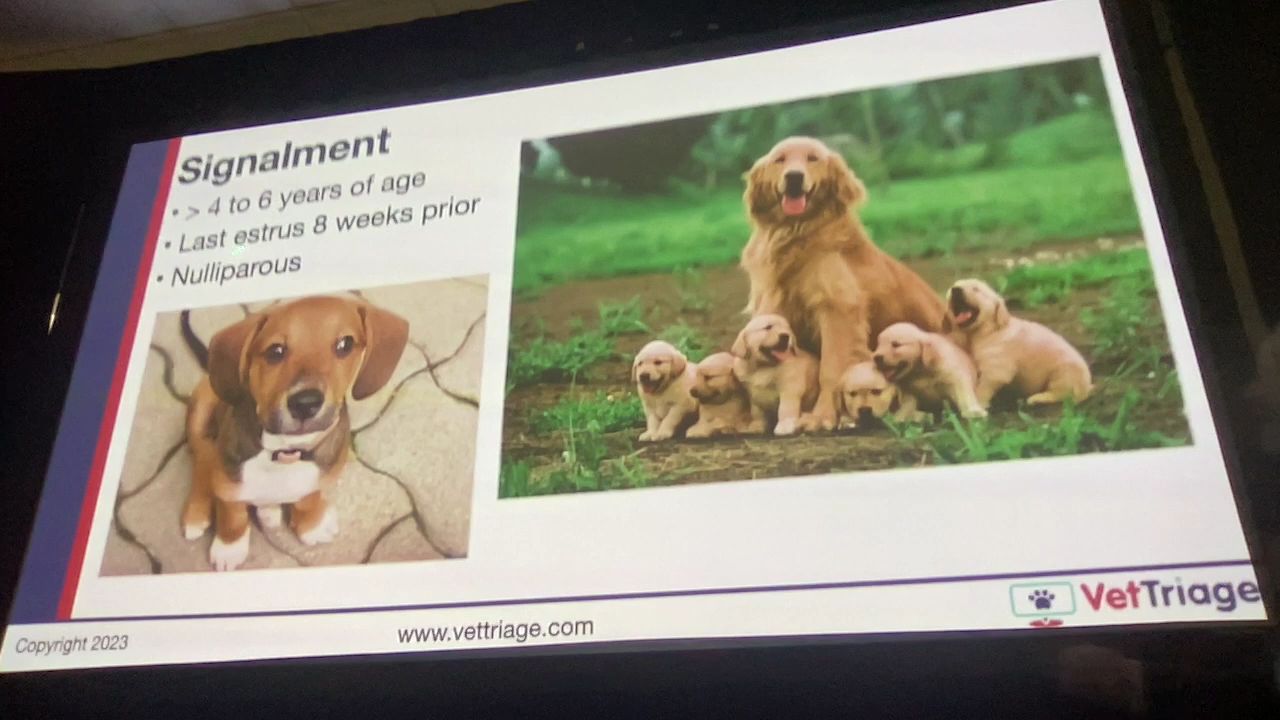 Signalment
• > 4 to 6 years of age
• Last estrus 8 weeks prior
• Nulliparous
Copyright 2023
www.vettriage.com
VetTriage